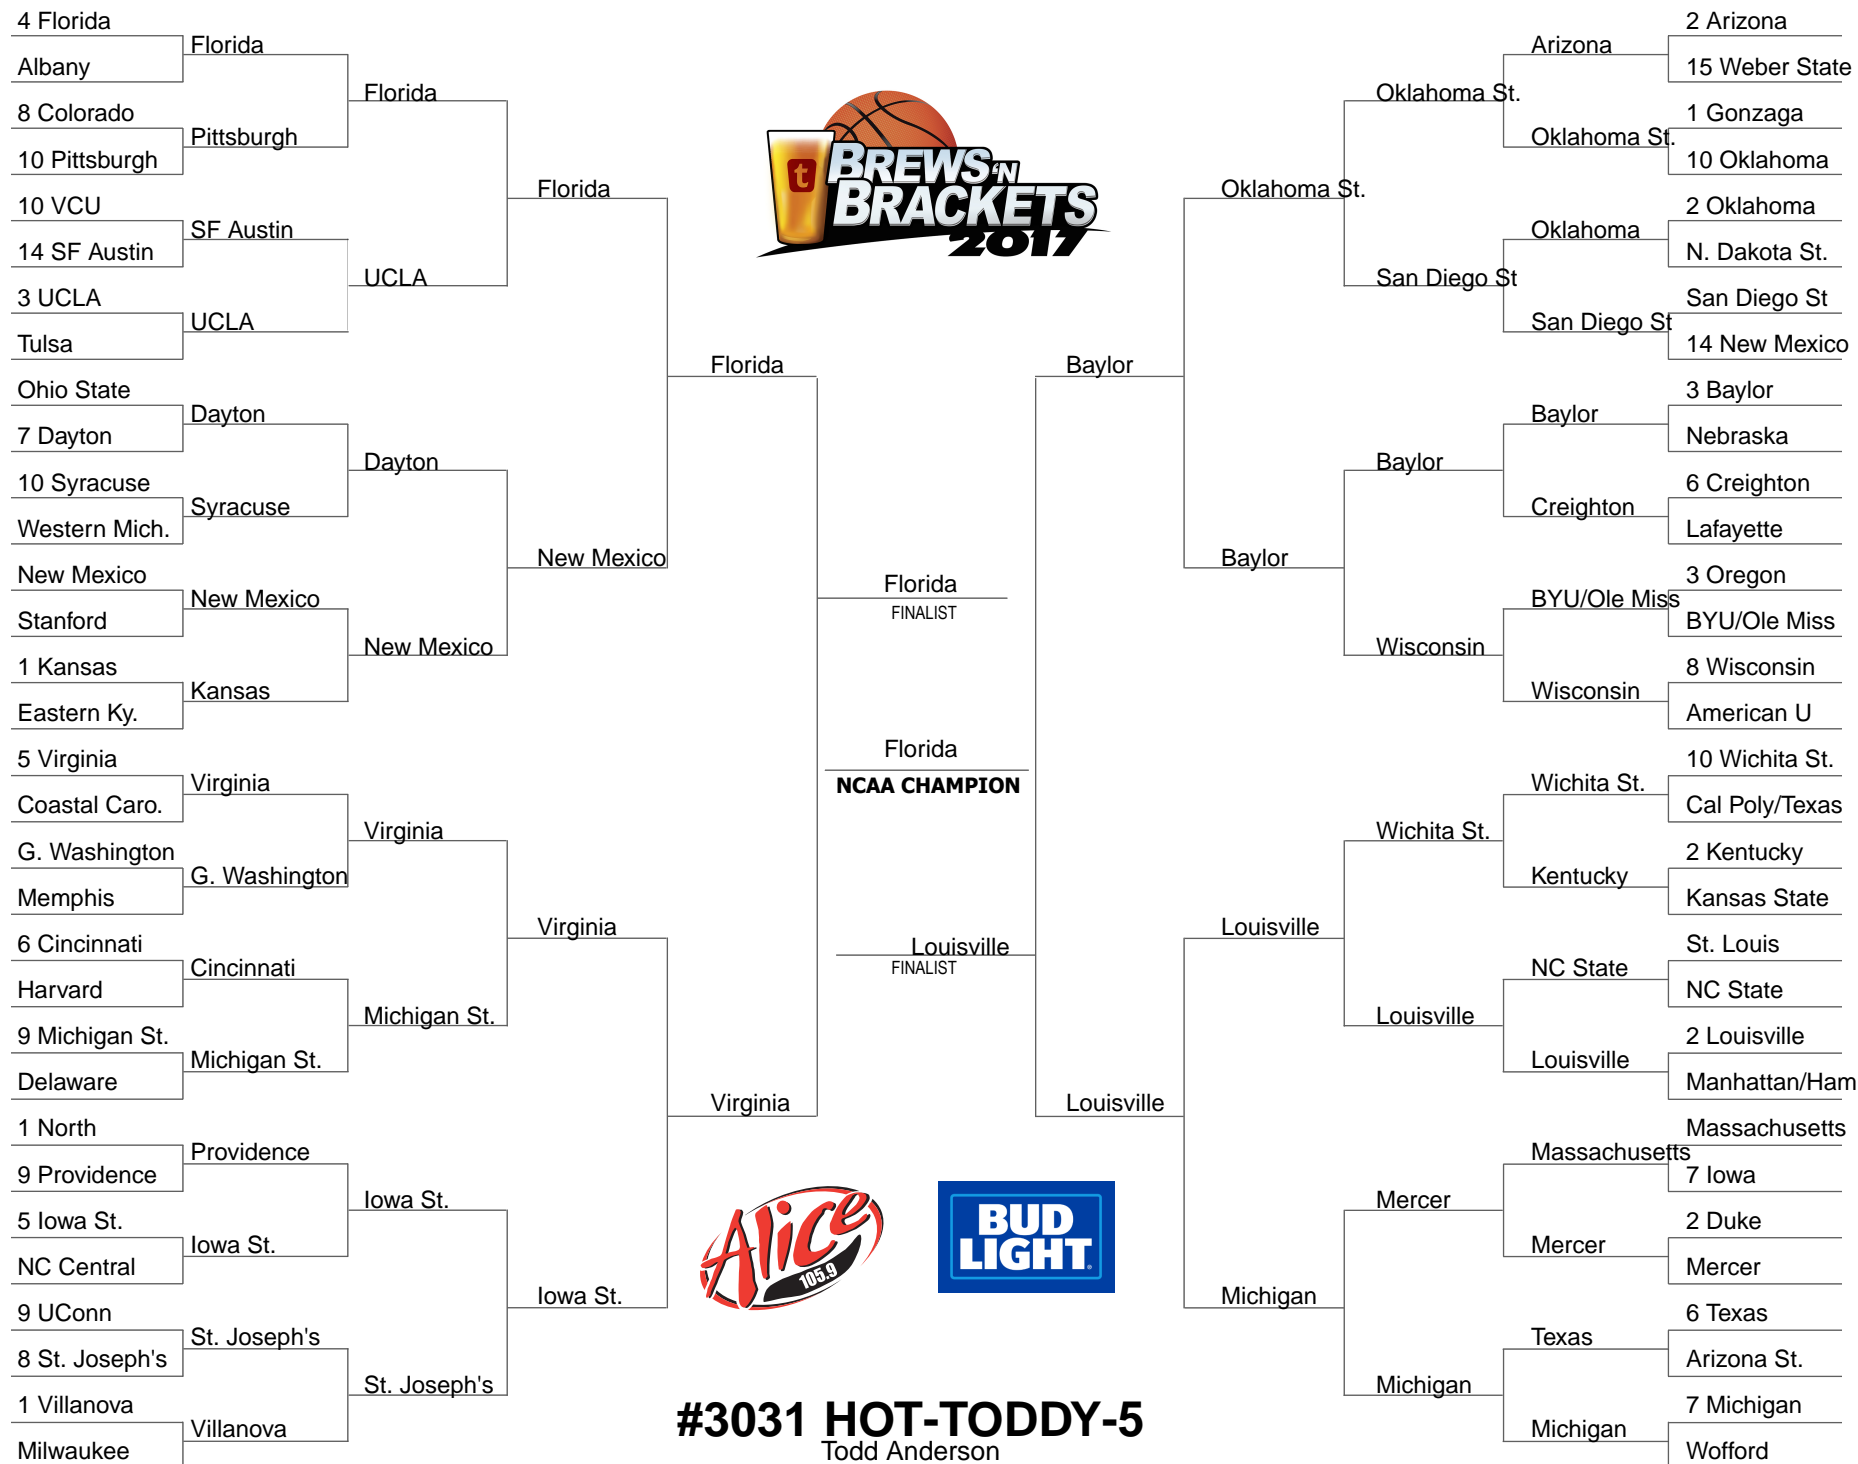 4 Florida
Albany
8 Colorado
10 Pittsburgh
10 VCU
14 SF Austin
3 UCLA
Tulsa
Ohio State
7 Dayton
10 Syracuse
Western Mich.
New Mexico
Stanford
1 Kansas
Eastern Ky.
5 Virginia
Coastal Caro.
G. Washington
Memphis
6 Cincinnati
Harvard
9 Michigan St.
Delaware
1 North
9 Providence
5 Iowa St.
NC Central
9 UConn
8 St. Joseph's
1 Villanova
Milwaukee
Florida
Pittsburgh
SF Austin
UCLA
Dayton
Syracuse
New Mexico
Kansas
Virginia
G. Washington
Cincinnati
Michigan St.
Providence
Iowa St.
St. Joseph's
Villanova
Florida
UCLA
Dayton
New Mexico
Virginia
Michigan St.
Iowa St.
St. Joseph's
Florida
New Mexico
Virginia
Iowa St.
Florida
Virginia
t
BREWS 'N
BRACKETS
2017
Florida
FINALIST
Florida
NCAA CHAMPION
Louisville
FINALIST
Alice
105.9
BUD
LIGHT
#3031 HOT-TODDY-5
Todd Anderson
Baylor
Louisville
Oklahoma St.
Baylor
Louisville
Michigan
Oklahoma St.
San Diego St
Baylor
Wisconsin
Wichita St.
Louisville
Mercer
Michigan
Arizona
Oklahoma St.
Oklahoma
San Diego St
Baylor
Creighton
BYU/Ole Miss
Wisconsin
Wichita St.
Kentucky
NC State
Louisville
Massachusetts
Mercer
Texas
Michigan
2 Arizona
15 Weber State
1 Gonzaga
10 Oklahoma
2 Oklahoma
N. Dakota St.
San Diego St
14 New Mexico
3 Baylor
Nebraska
6 Creighton
Lafayette
3 Oregon
BYU/Ole Miss
8 Wisconsin
American U
10 Wichita St.
Cal Poly/Texas
2 Kentucky
Kansas State
St. Louis
NC State
2 Louisville
Manhattan/Ham
Massachusetts
7 Iowa
2 Duke
Mercer
6 Texas
Arizona St.
7 Michigan
Wofford